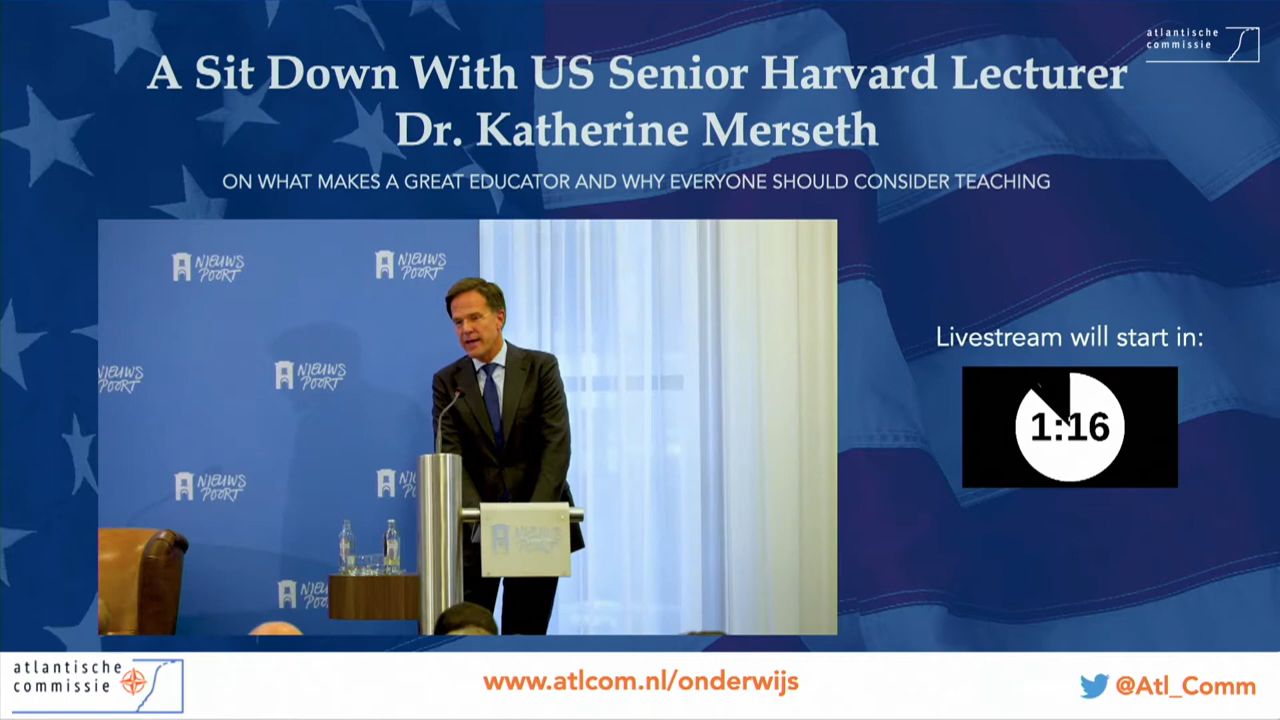 atlantische
commissie
A Sit Down With US Senior Harvard Lecturer
Dr. Katherine Merseth
ON WHAT MAKES A GREAT EDUCATOR AND WHY EVERYONE SHOULD CONSIDER TEACHING
NIEUWS
POORT
NIEUWS
POORT
NIEUWS
POORT
NIEUWS
POORT
NIEUWS
POORT
Livestream will start in:
1:16
atlantische
commissie
www.atlcom.nl/onderwijs
@Atl_Comm